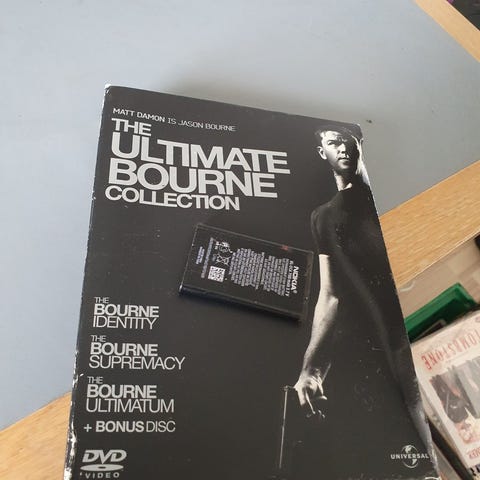 MATT DAMON IS JASON BOURNE
THE
ULTIMATE
BOURNE
COLLECTION
NOKIA
THE
BOURNE
IDENTITY
THE
BOURNE
SUPREMACY
THE
BOURNE
ULTIMATUM
+ BONUS DISC
DVD
VIDEO
UNIVERSAL
TOMBSTONE